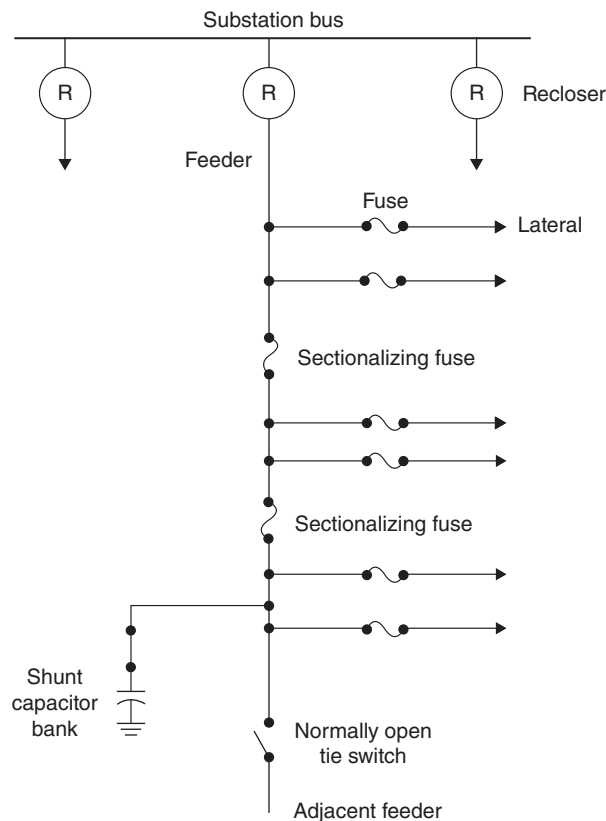 Substation bus
R
R
R
Recloser
Feeder
Fuse
Lateral
Sectionalizing fuse
Sectionalizing fuse
Shunt
capacitor
bank
Normally open
tie switch
Adjacent feeder